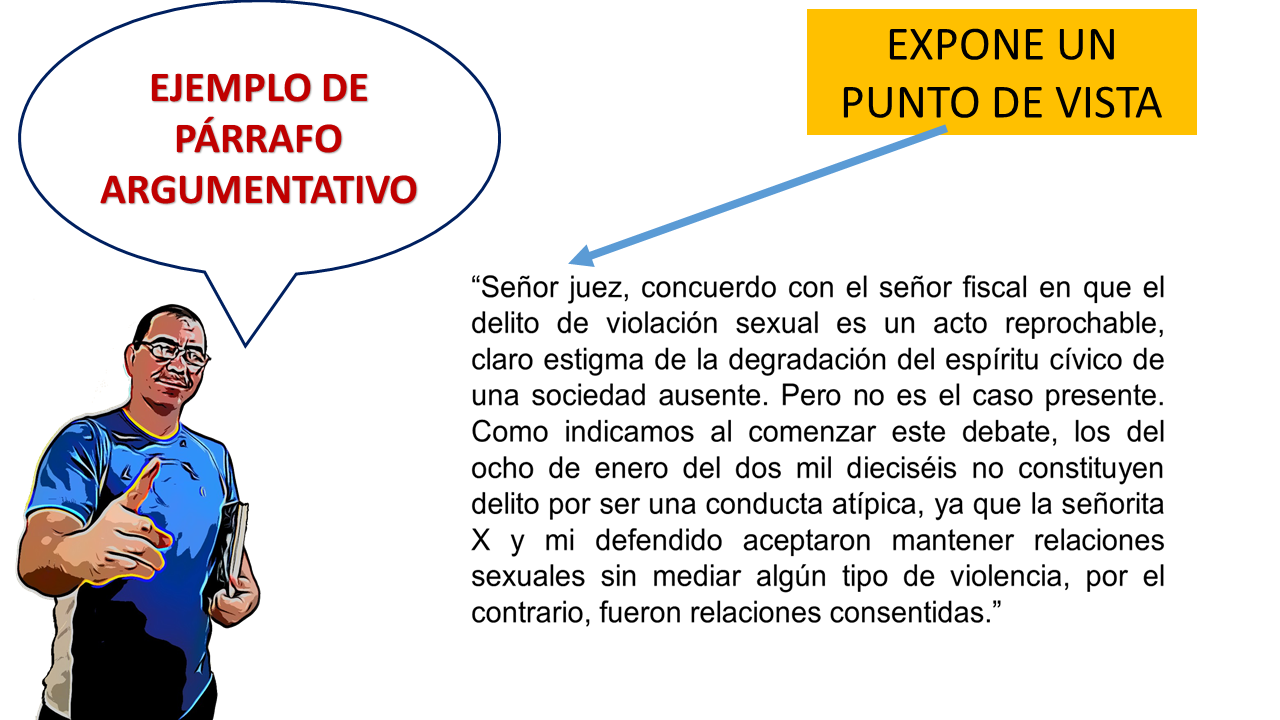 EJEMPLO DE
PÁRRAFO
ARGUMENTATIVO
EXPONE UN
PUNTO DE VISTA
“Señor juez, concuerdo con el señor fiscal en que el
delito de violación sexual es un acto reprochable,
claro estigma de la degradación del espíritu cívico de
una sociedad ausente. Pero no es el caso presente.
Como indicamos al comenzar este debate, los del
ocho de enero del dos mil dieciséis no constituyen
delito por ser una conducta atípica, ya que la señorita
X y mi defendido aceptaron mantener relaciones
sexuales sin mediar algún tipo de violencia, por el
contrario, fueron relaciones consentidas.”